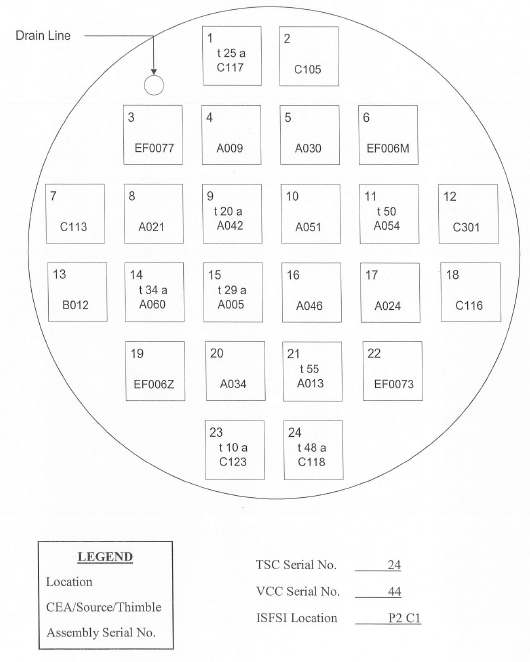 Drain Line
1
t 25 a
C117
2
C105
3
EF0077
4
A009
5
A030
6
EF006M
7
C113
8
A021
9
t 20 a
A042
10
A051
11
t 50
A054
12
C301
13
B012
14
t 34 a
A060
15
t 29 a
A005
16
A046
17
A024
18
C116
19
EF006Z
20
A034
21
t 55
A013
22
EF0073
23
t 10 a
C123
24
t 48 a
C118
LEGEND
Location
CEA/Source/Thimble
Assembly Serial No.
TSC Serial No. 24
VCC Serial No. 44
ISFSI Location P2 C1